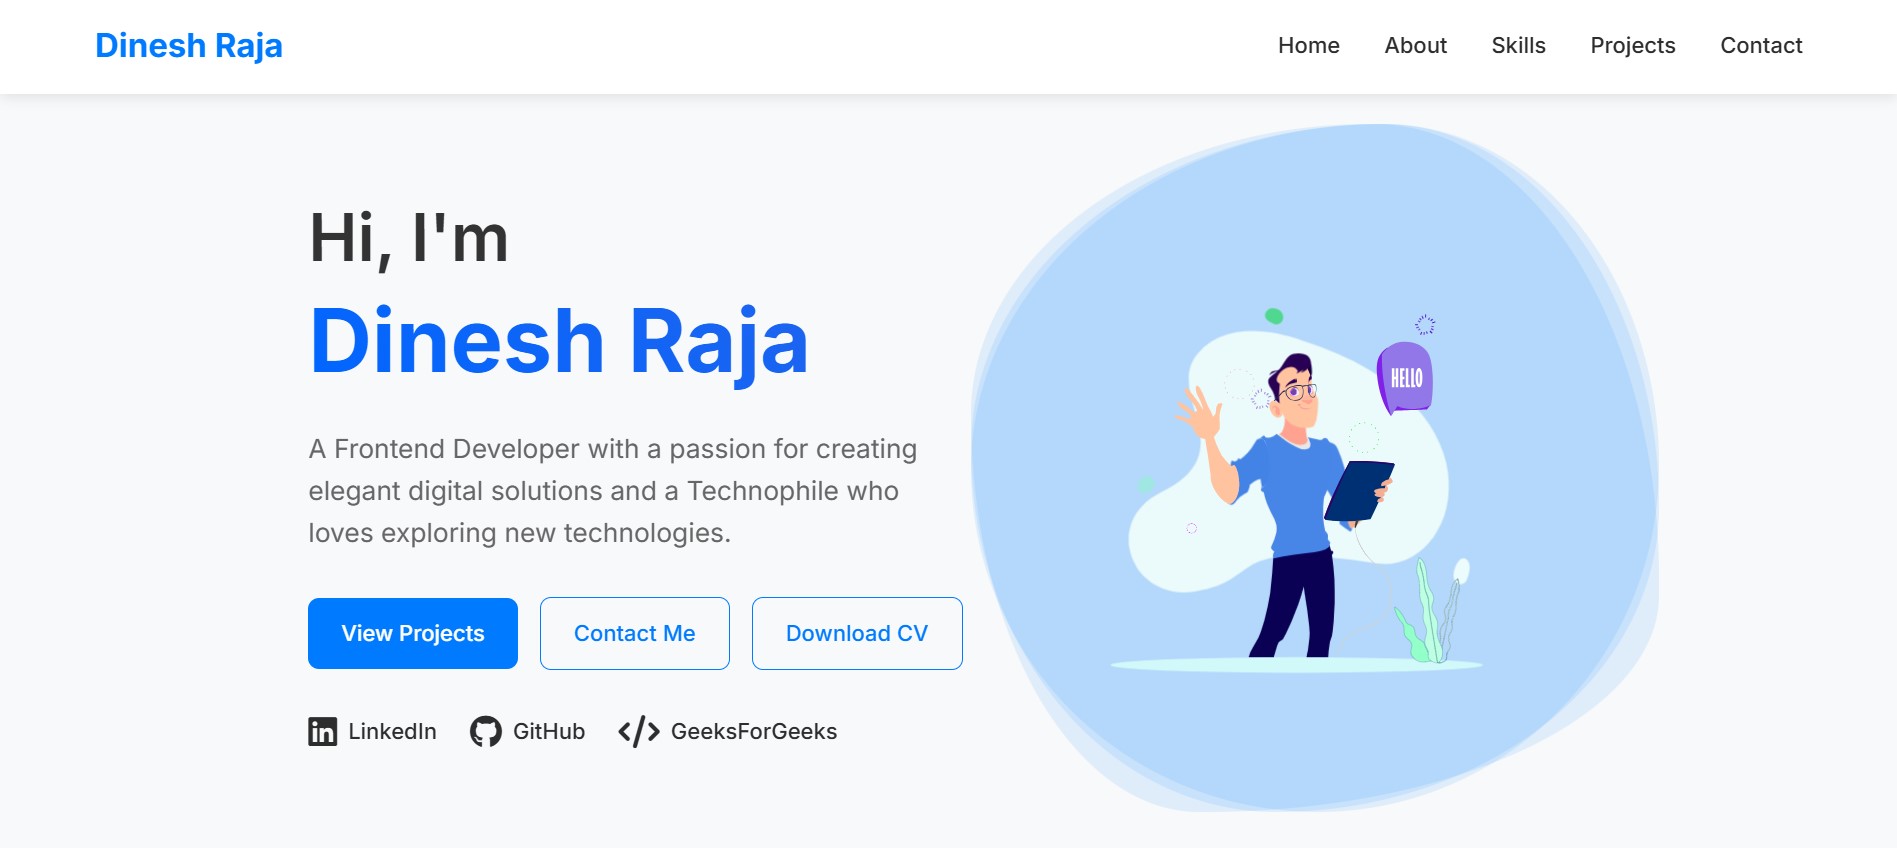 Dinesh Raja
Home About Skills Projects Contact
Hi, I'm
Dinesh Raja
A Frontend Developer with a passion for creating
elegant digital solutions and a Technophile who
loves exploring new technologies.
View Projects Contact Me Download CV
LinkedIn GitHub GeeksForGeeks
HELLO